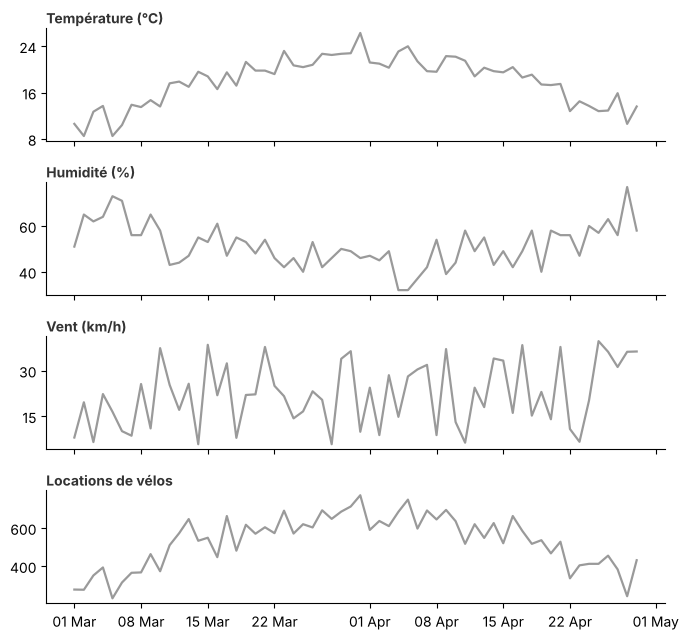 Température (°C)
24
16
8
Humidité (%)
60
40
Vent (km/h)
30
15
Locations de vélos
600
400
01 Mar 08 Mar 15 Mar 22 Mar 01 Apr 08 Apr 15 Apr 22 Apr 01 May